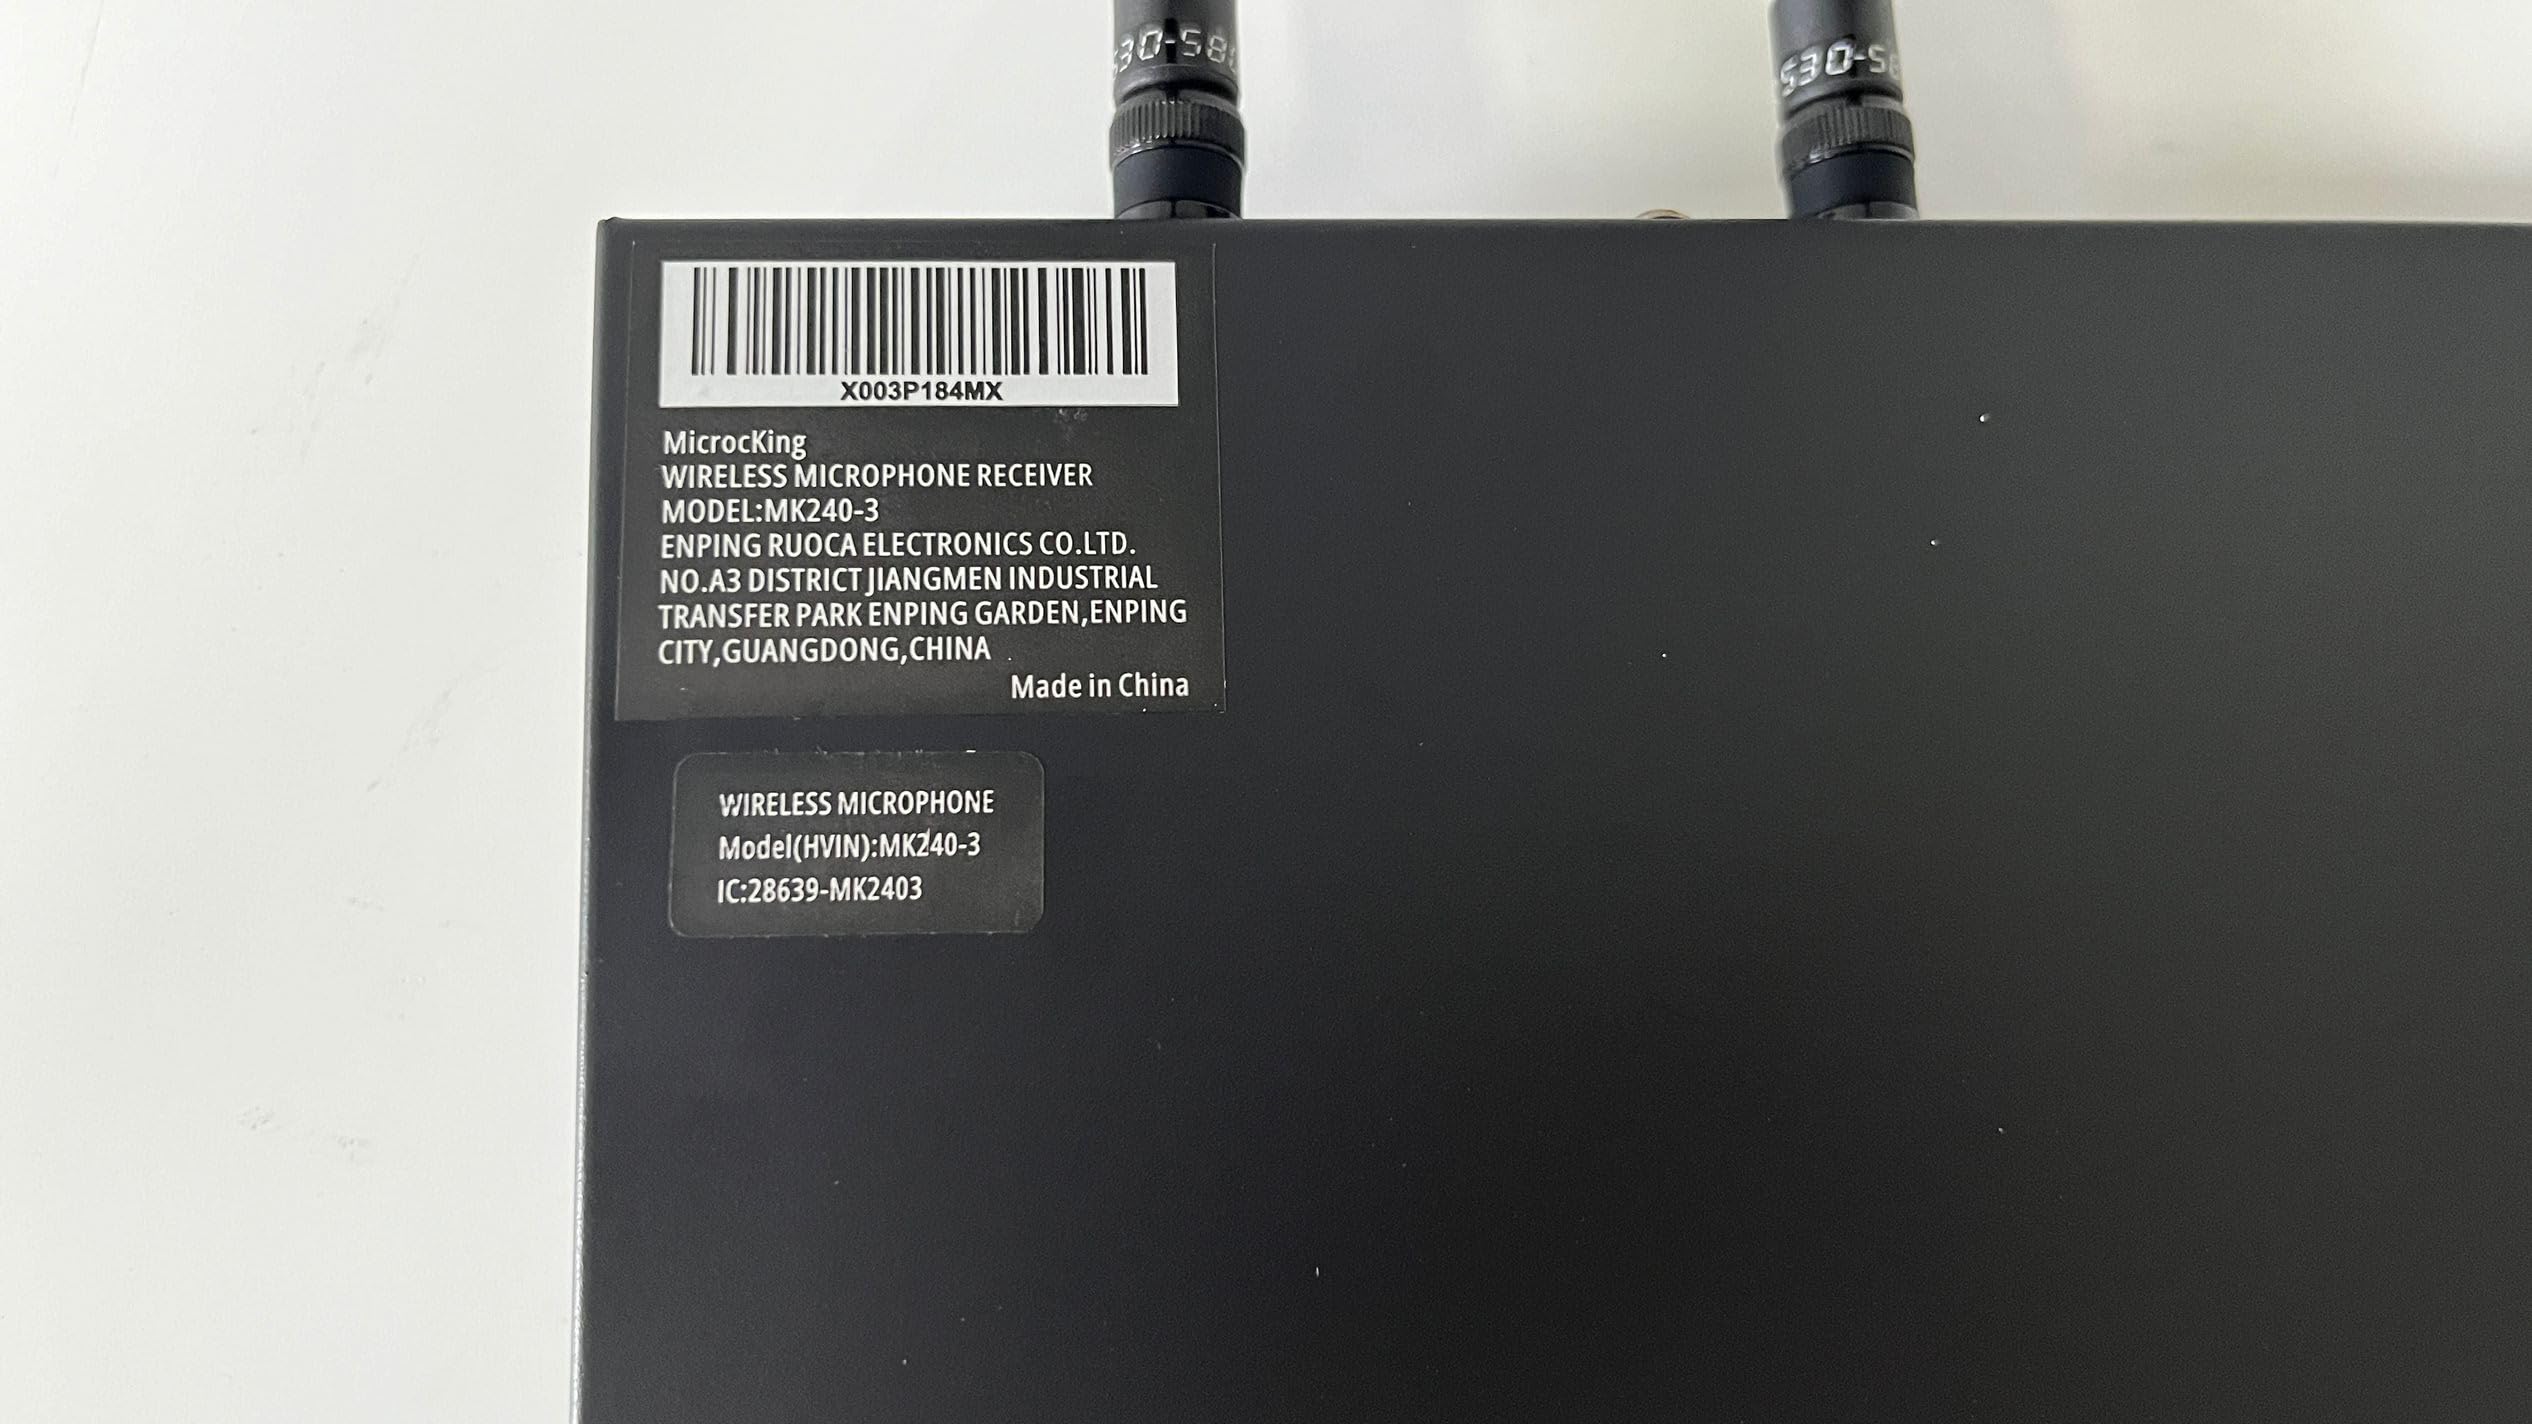 530-58
X003P184MX
MicrocKing
WIRELESS MICROPHONE RECEIVER
MODEL:MK240-3
ENPING RUOCA ELECTRONICS CO.LTD.
NO.A3 DISTRICT JIANGMEN INDUSTRIAL
TRANSFER PARK ENPING GARDEN,ENPING
CITY,GUANGDONG,CHINA
Made in China
WIRELESS MICROPHONE
Model(HVIN):MK240-3
IC:28639-MK2403